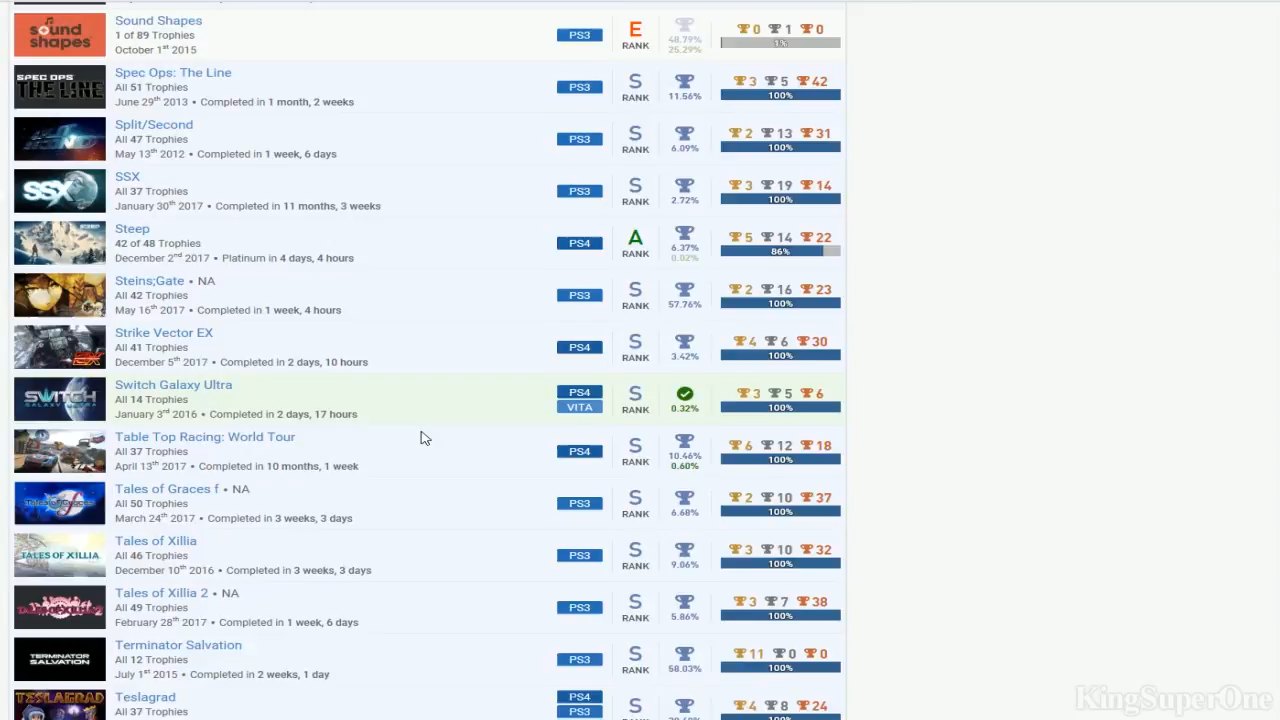 Sound Shapes
1 of 89 Trophies
October 1st 2015
sound shapes
PS3
E RANK
48.79%
25.29%
0 1 0
1%
Spec Ops: The Line
All 51 Trophies
June 29th 2013 • Completed in 1 month, 2 weeks
SPEC OPS THE LINE
PS3
S RANK
11.56%
3 5 42
100%
Split/Second
All 47 Trophies
May 13th 2012 • Completed in 1 week, 6 days
PS3
S RANK
6.09%
2 13 31
100%
SSX
All 37 Trophies
January 30th 2017 • Completed in 11 months, 3 weeks
SSX
PS3
S RANK
2.72%
3 19 14
100%
Steep
42 of 48 Trophies
December 2nd 2017 • Platinum in 4 days, 4 hours
PS4
A RANK
6.37%
0.02%
5 14 22
86%
Steins;Gate • NA
All 42 Trophies
May 16th 2017 • Completed in 1 week, 4 hours
PS3
S RANK
57.76%
2 16 23
100%
Strike Vector EX
All 41 Trophies
December 5th 2017 • Completed in 2 days, 10 hours
PS4
S RANK
3.42%
4 6 30
100%
Switch Galaxy Ultra
All 14 Trophies
January 3rd 2016 • Completed in 2 days, 17 hours
SWITCH
PS4
VITA
S RANK
0.32%
3 5 6
100%
Table Top Racing: World Tour
All 37 Trophies
April 13th 2017 • Completed in 10 months, 1 week
PS4
S RANK
10.46%
0.60%
6 12 18
100%
Tales of Graces f • NA
All 50 Trophies
March 24th 2017 • Completed in 3 weeks, 3 days
PS3
S RANK
6.68%
2 10 37
100%
Tales of Xillia
All 46 Trophies
December 10th 2016 • Completed in 3 weeks, 3 days
TALES OF XILLIA
PS3
S RANK
9.06%
3 10 32
100%
Tales of Xillia 2 • NA
All 49 Trophies
February 28th 2017 • Completed in 1 week, 6 days
PS3
S RANK
5.86%
3 7 38
100%
Terminator Salvation
All 12 Trophies
July 1st 2015 • Completed in 2 weeks, 1 day
TERMINATOR SALVATION
PS3
S RANK
58.03%
11 0 0
100%
Teslagrad
All 37 Trophies
TESLAGRAD
PS4
PS3
S RANK
4 8 24
100%
KingSuperOne